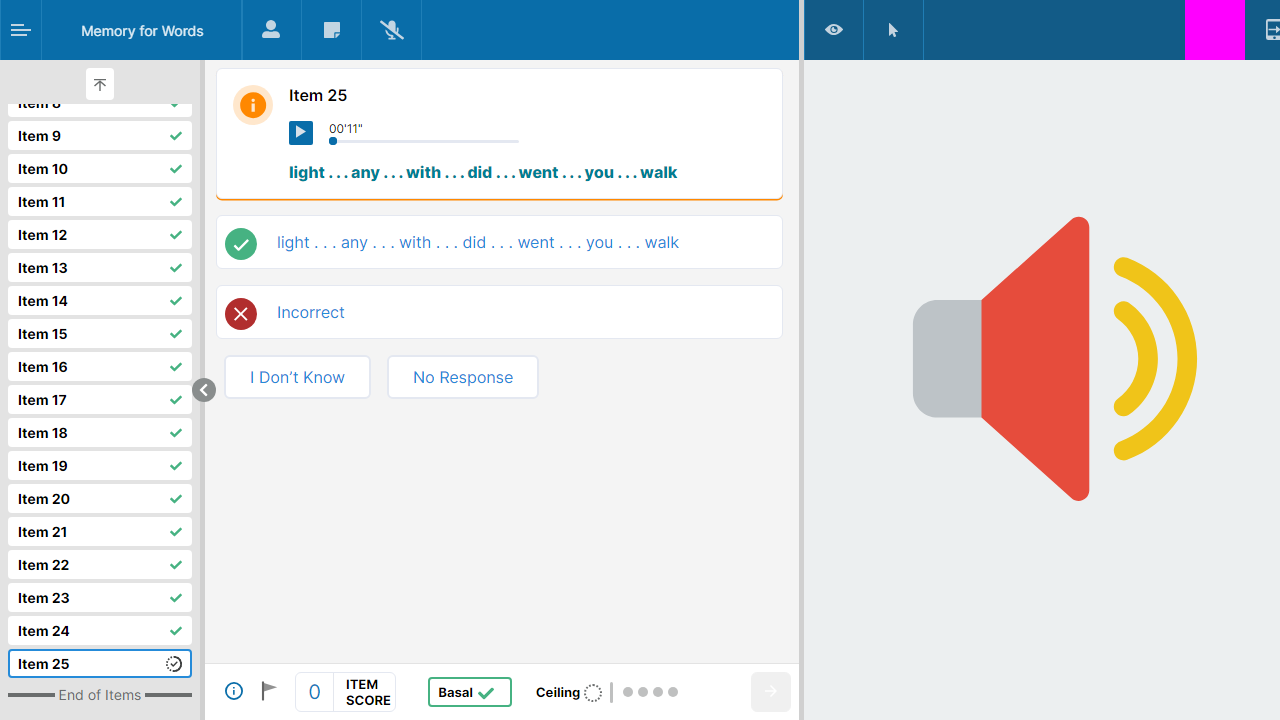 Memory for Words
Item 8
Item 9
Item 10
Item 11
Item 12
Item 13
Item 14
Item 15
Item 16
Item 17
Item 18
Item 19
Item 20
Item 21
Item 22
Item 23
Item 24
Item 25
End of Items
Item 25
00'11"
light . . . any . . . with . . . did . . . went . . . you . . . walk
light . . . any . . . with . . . did . . . went . . . you . . . walk
Incorrect
I Don’t Know
No Response
0
ITEM
SCORE
Basal
Ceiling